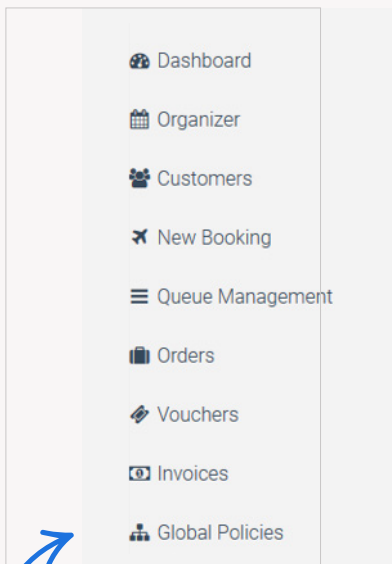 Dashboard
Organizer
Customers
New Booking
Queue Management
Orders
Vouchers
Invoices
Global Policies